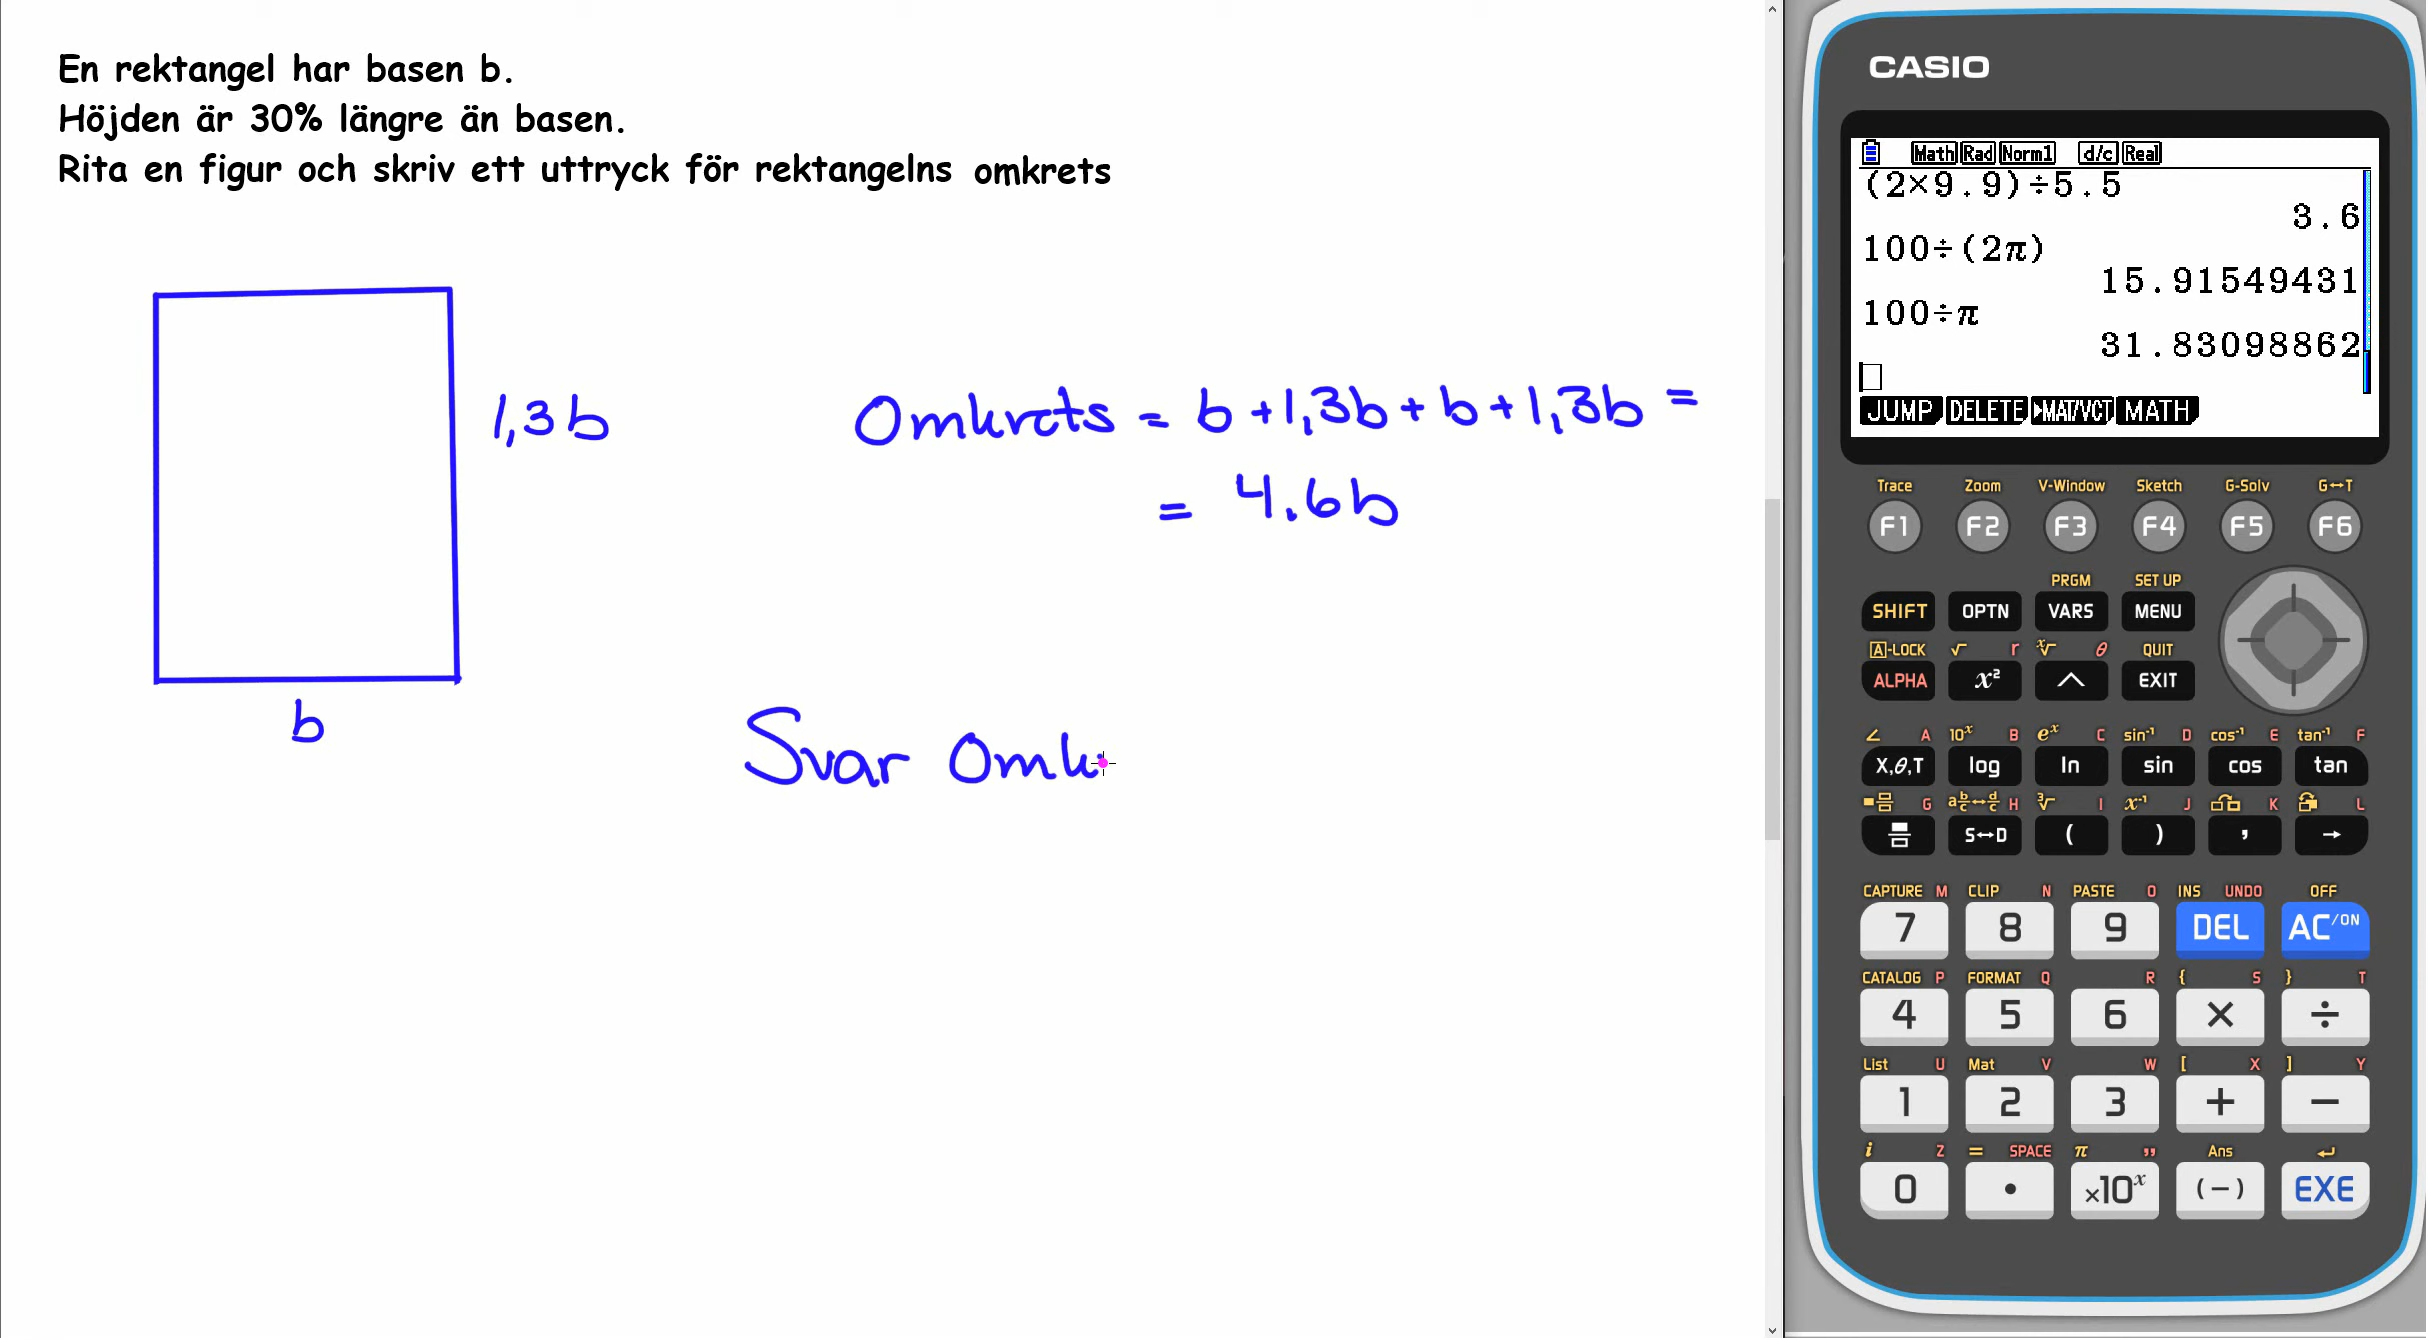 En rektangel har basen b.
Höjden är 30% längre än basen.
Rita en figur och skriv ett uttryck för rektangelns omkrets
1,3b
b
Omkrets = b+1,3b+b+1,3b =
= 4.6b
Svar Omk
CASIO
Math Rad Norm1 d/c Real
(2×9.9)÷5.5
3.6
100÷(2π)
15.91549431
100÷π
31.83098862
JUMP DELETE ▶MAT/VCT MATH
Trace Zoom V-Window Sketch G-Solv G↔T
F1 F2 F3 F4 F5 F6
PRGM SET UP
SHIFT OPTN VARS MENU
A-LOCK √ r ˣ√ θ QUIT
ALPHA x² ^ EXIT
∠ A 10ˣ B eˣ C sin⁻¹ D cos⁻¹ E tan⁻¹ F
X,θ,T log ln sin cos tan
G a b/c↔d/c H ³√ I x⁻¹ J K L
S↔D ( ) , →
CAPTURE M CLIP N PASTE O INS UNDO OFF
7 8 9 DEL AC/ON
CATALOG P FORMAT Q R { S } T
4 5 6 × ÷
List U Mat V W [ X ] Y
1 2 3 + −
i Z = SPACE π " Ans ↵
0 • ×10ˣ (−) EXE